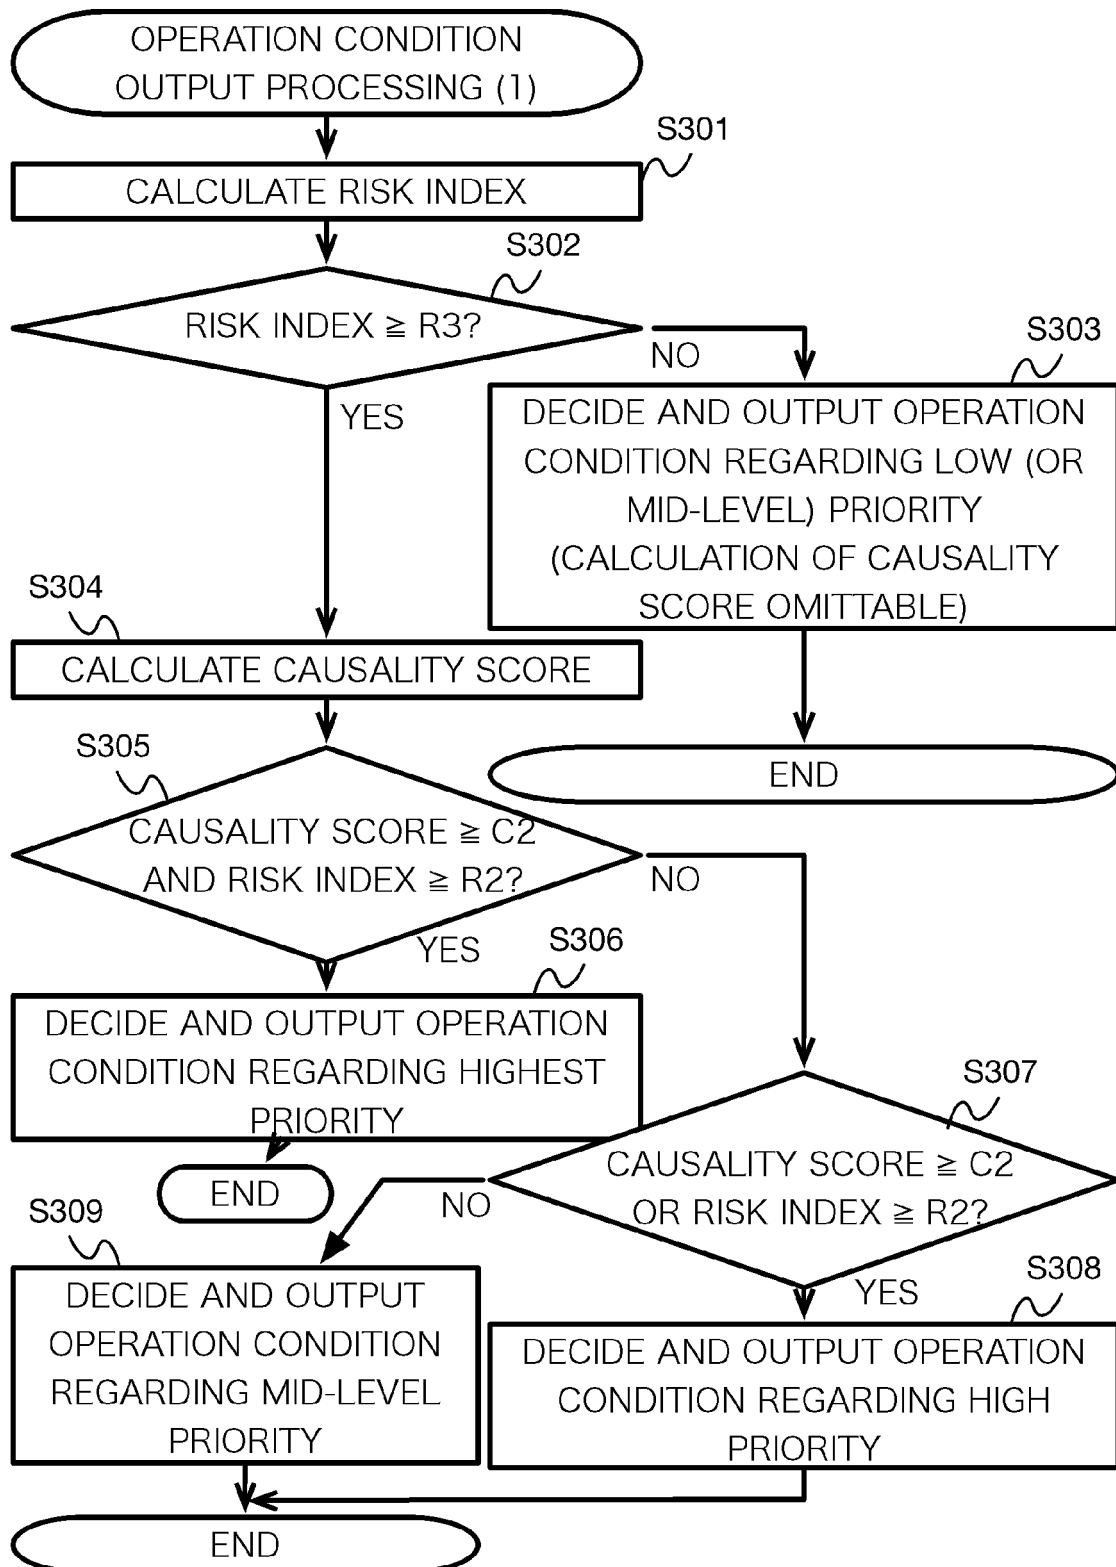 OPERATION CONDITION
OUTPUT PROCESSING (1)
S301
CALCULATE RISK INDEX
S302
RISK INDEX ≧ R3?
NO
YES
S303
DECIDE AND OUTPUT OPERATION
CONDITION REGARDING LOW (OR
MID-LEVEL) PRIORITY
(CALCULATION OF CAUSALITY
SCORE OMITTABLE)
END
S304
CALCULATE CAUSALITY SCORE
S305
CAUSALITY SCORE ≧ C2
AND RISK INDEX ≧ R2?
NO
YES
S306
DECIDE AND OUTPUT OPERATION
CONDITION REGARDING HIGHEST
PRIORITY
END
S307
CAUSALITY SCORE ≧ C2
OR RISK INDEX ≧ R2?
NO
YES
S308
DECIDE AND OUTPUT OPERATION
CONDITION REGARDING HIGH
PRIORITY
S309
DECIDE AND OUTPUT
OPERATION CONDITION
REGARDING MID-LEVEL
PRIORITY
END